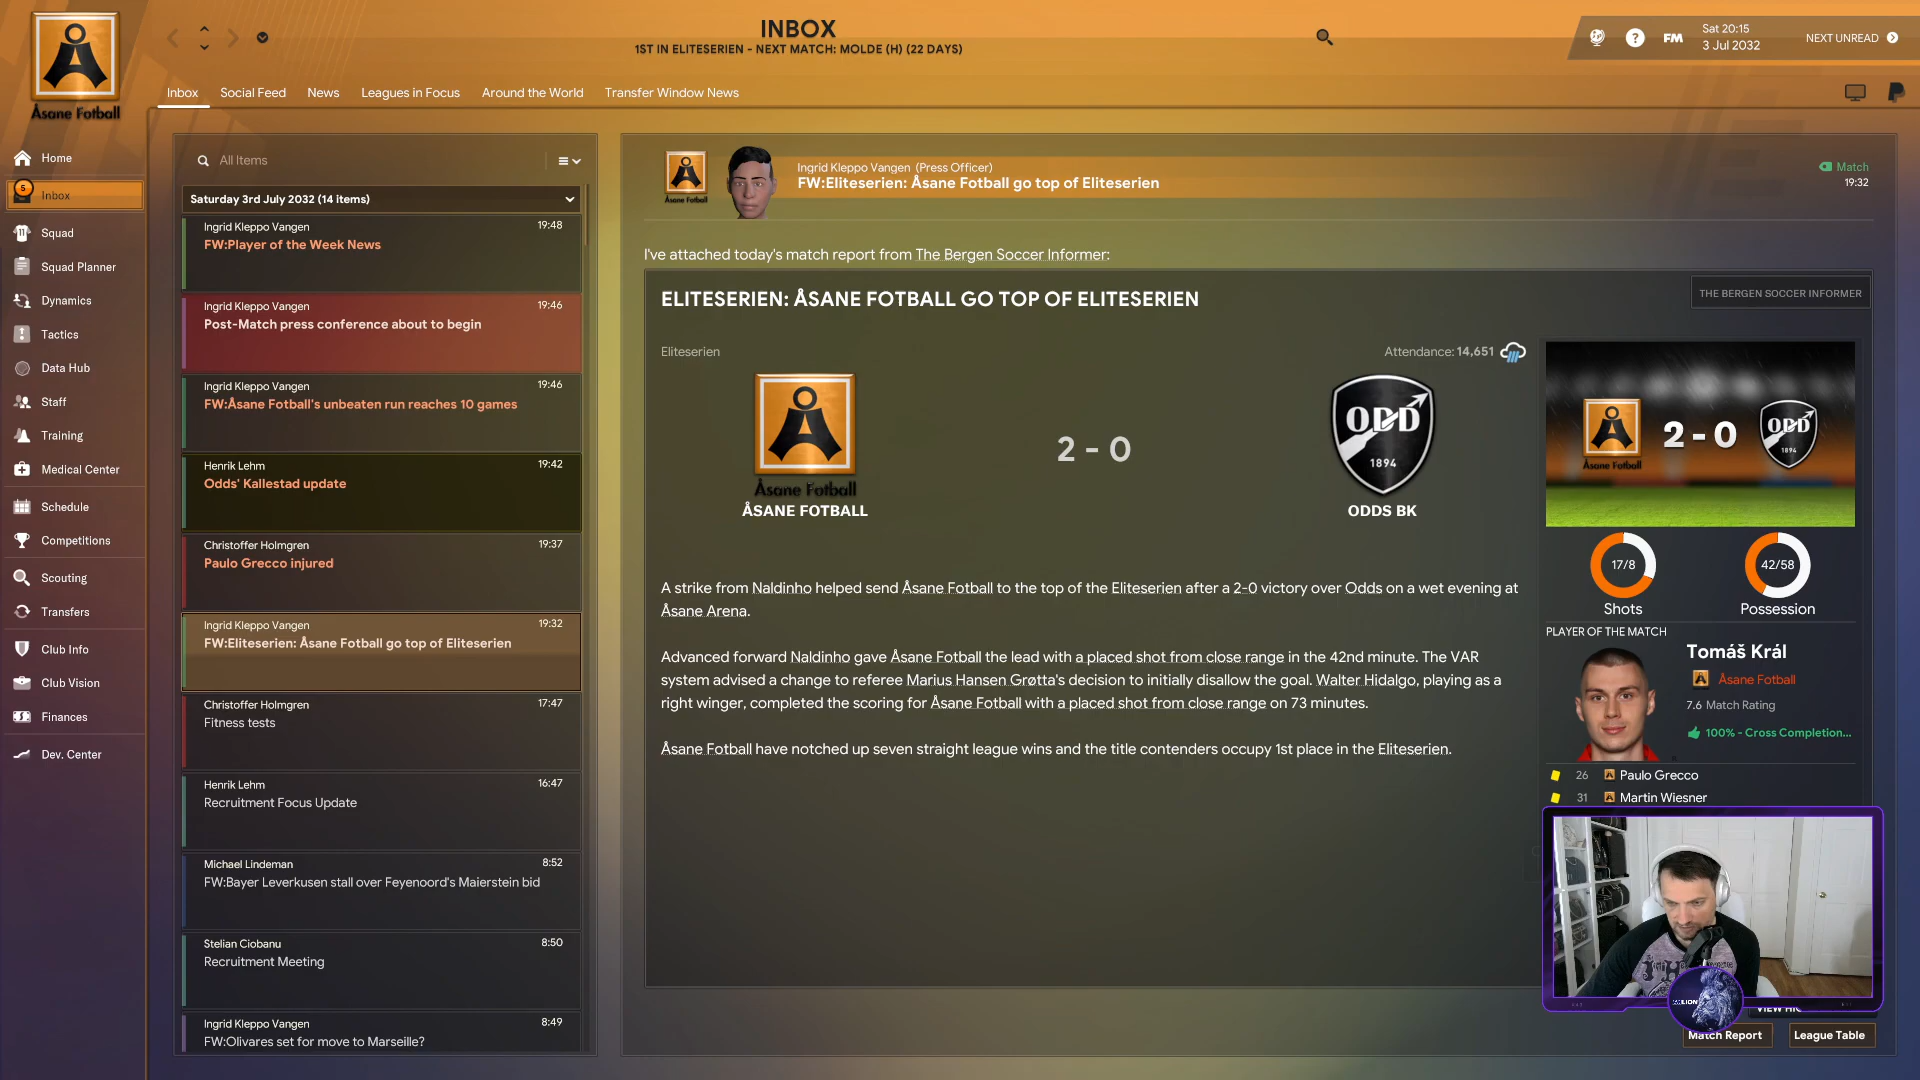 INBOX
1ST IN ELITESERIEN - NEXT MATCH: MOLDE (H) (22 DAYS)
FM
Sat 20:15
3 Jul 2032
NEXT UNREAD
Åsane Fotball
Inbox
Social Feed
News
Leagues in Focus
Around the World
Transfer Window News
Home
5
Inbox
Squad
Squad Planner
Dynamics
Tactics
Data Hub
Staff
Training
Medical Center
Schedule
Competitions
Scouting
Transfers
Club Info
Club Vision
Finances
Dev. Center
All Items
Saturday 3rd July 2032 (14 items)
Ingrid Kleppo Vangen 19:48
FW:Player of the Week News
Ingrid Kleppo Vangen 19:46
Post-Match press conference about to begin
Ingrid Kleppo Vangen 19:46
FW:Åsane Fotball's unbeaten run reaches 10 games
Henrik Lehm 19:42
Odds' Kallestad update
Christoffer Holmgren 19:37
Paulo Grecco injured
Ingrid Kleppo Vangen 19:32
FW:Eliteserien: Åsane Fotball go top of Eliteserien
Christoffer Holmgren 17:47
Fitness tests
Henrik Lehm 16:47
Recruitment Focus Update
Michael Lindeman 8:52
FW:Bayer Leverkusen stall over Feyenoord's Maierstein bid
Stelian Ciobanu 8:50
Recruitment Meeting
Ingrid Kleppo Vangen 8:49
FW:Olivares set for move to Marseille?
Åsane Fotball
Ingrid Kleppo Vangen (Press Officer)
FW:Eliteserien: Åsane Fotball go top of Eliteserien
Match
19:32
I've attached today's match report from The Bergen Soccer Informer:
ELITESERIEN: ÅSANE FOTBALL GO TOP OF ELITESERIEN
THE BERGEN SOCCER INFORMER
Eliteserien
Attendance: 14,651
Åsane Fotball
ÅSANE FOTBALL
2 - 0
ODD
1894
ODDS BK
A strike from Naldinho helped send Åsane Fotball to the top of the Eliteserien after a 2-0 victory over Odds on a wet evening at
Åsane Arena.
Advanced forward Naldinho gave Åsane Fotball the lead with a placed shot from close range in the 42nd minute. The VAR
system advised a change to referee Marius Hansen Grøtta's decision to initially disallow the goal. Walter Hidalgo, playing as a
right winger, completed the scoring for Åsane Fotball with a placed shot from close range on 73 minutes.
Åsane Fotball have notched up seven straight league wins and the title contenders occupy 1st place in the Eliteserien.
Åsane Fotball
2 - 0
ODD
1894
17/8
Shots
42/58
Possession
PLAYER OF THE MATCH
Tomáš Král
Åsane Fotball
7.6 Match Rating
100% - Cross Completion...
26 Paulo Grecco
31 Martin Wiesner
Match Report
League Table